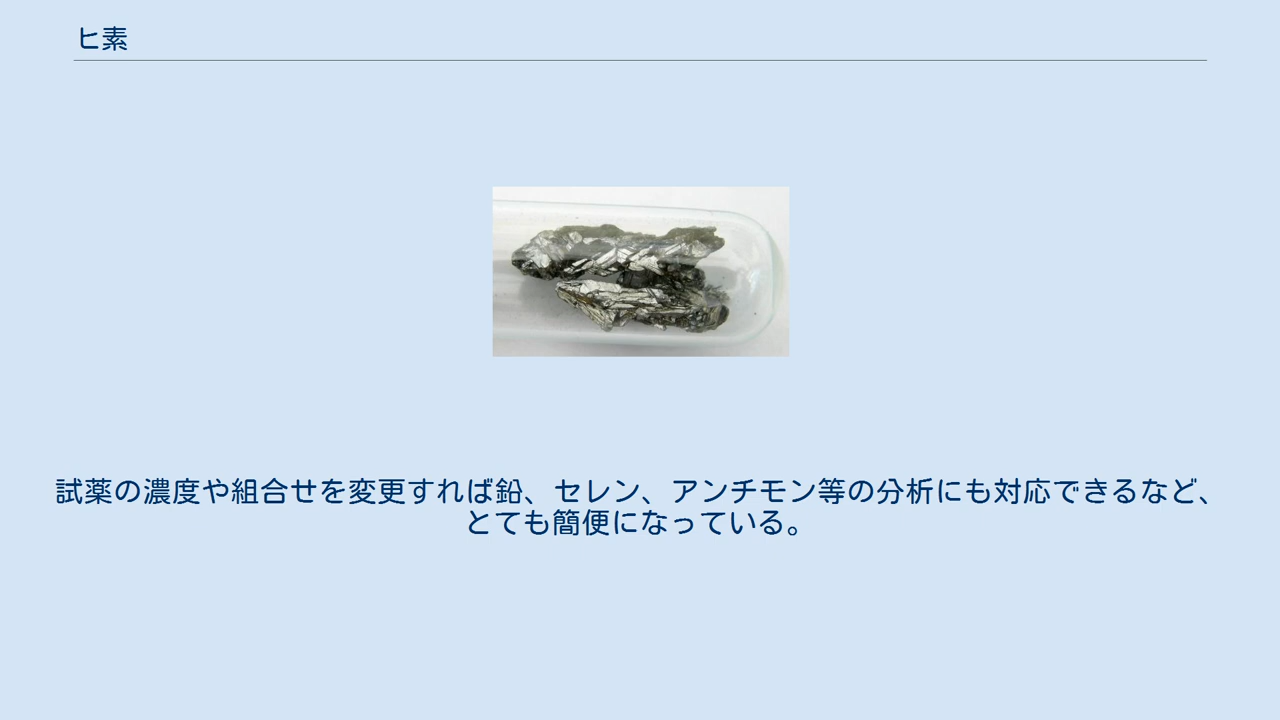 ヒ素
試薬の濃度や組合せを変更すれば鉛、セレン、アンチモン等の分析にも対応できるなど、
とても簡便になっている。